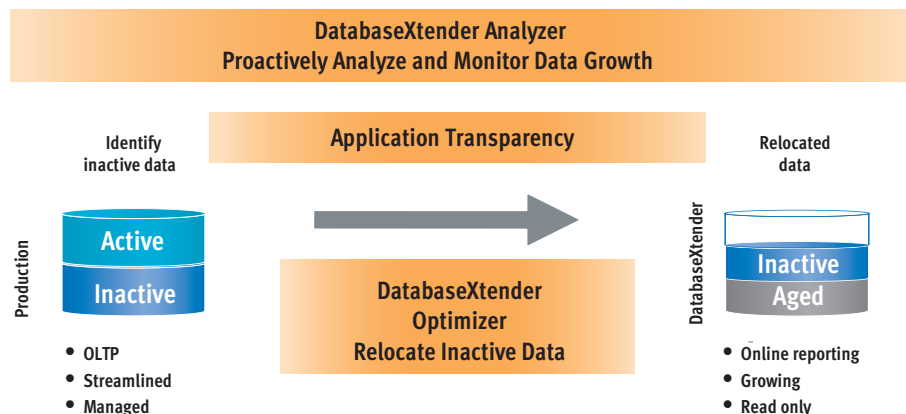 DatabaseXtender Analyzer
Proactively Analyze and Monitor Data Growth
Application Transparency
Identify
inactive data
Relocated
data
Production
Active
Inactive
DatabaseXtender
Optimizer
Relocate Inactive Data
DatabaseXtender
Inactive
Aged
• OLTP
• Streamlined
• Managed
• Online reporting
• Growing
• Read only